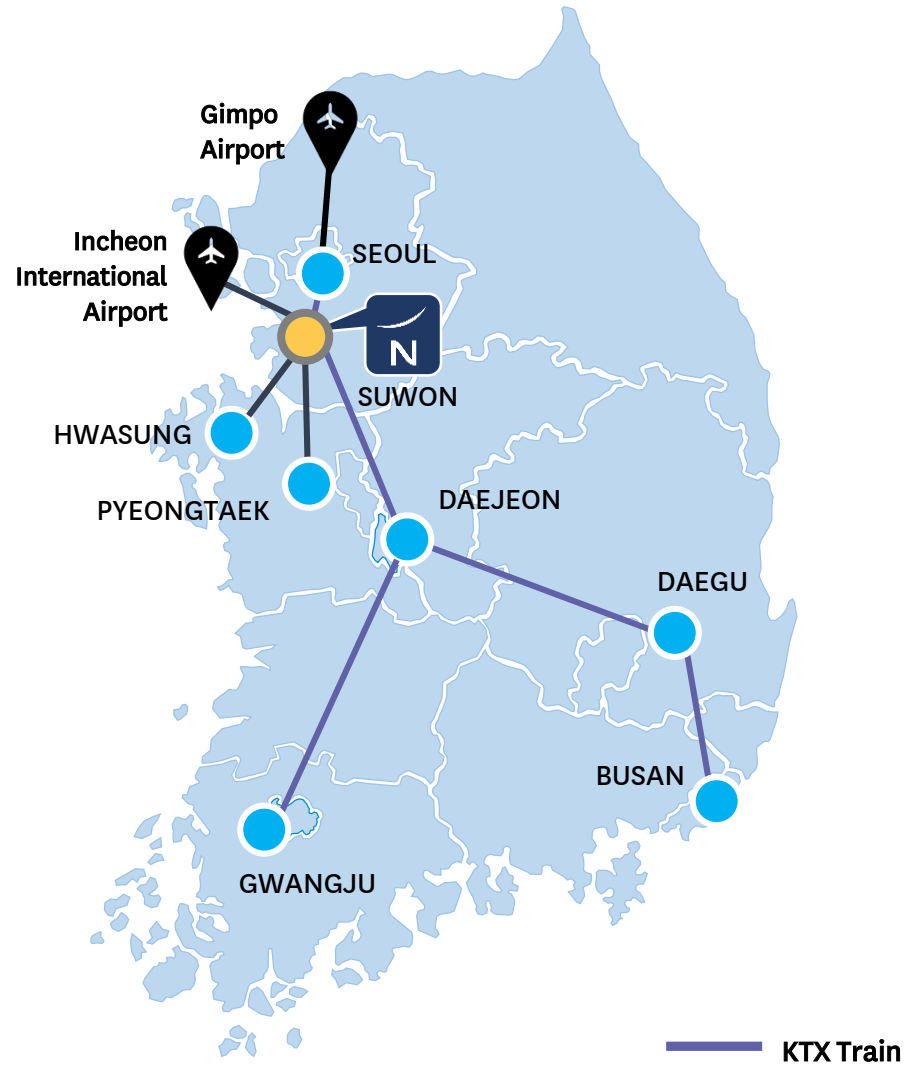 Gimpo
Airport
Incheon
International
Airport
SEOUL
N
SUWON
HWASUNG
PYEONGTAEK
DAEJEON
DAEGU
BUSAN
GWANGJU
KTX Train